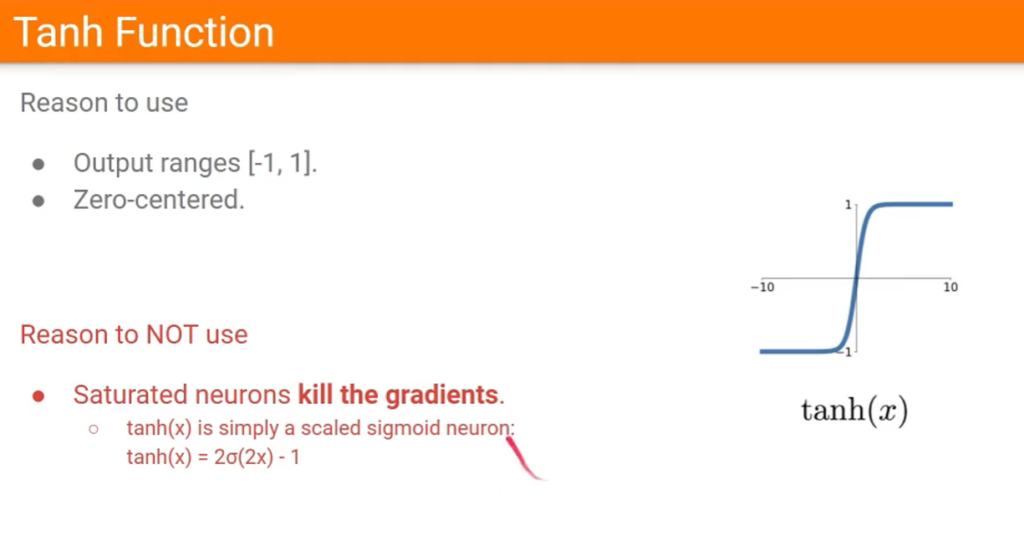 Tanh Function
Reason to use
● Output ranges [-1, 1].
● Zero-centered.
1
−10
10
−1
tanh(x)
Reason to NOT use
● Saturated neurons kill the gradients.
○ tanh(x) is simply a scaled sigmoid neuron:
tanh(x) = 2σ(2x) - 1